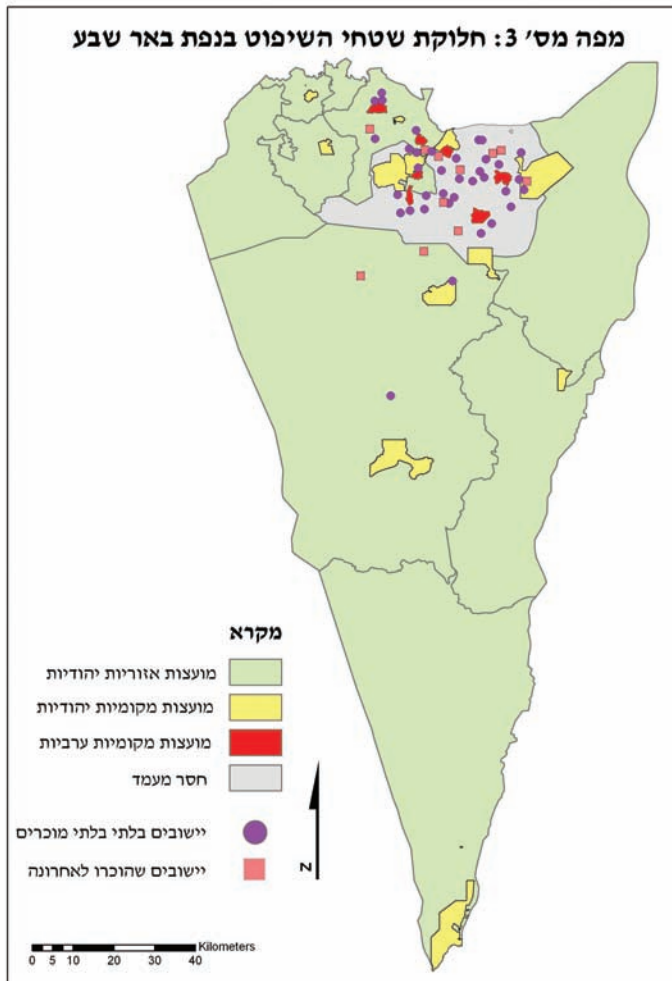 מפה מס׳ 3: חלוקת שטחי השיפוט בנפת באר שבע
מקרא
מועצות אזוריות יהודיות
מועצות מקומיות יהודיות
מועצות מקומיות ערביות
חסר מעמד
יישובים בלתי בלתי מוכרים
יישובים שהוכרו לאחרונה
N
Kilometers
0 5 10 20 30 40